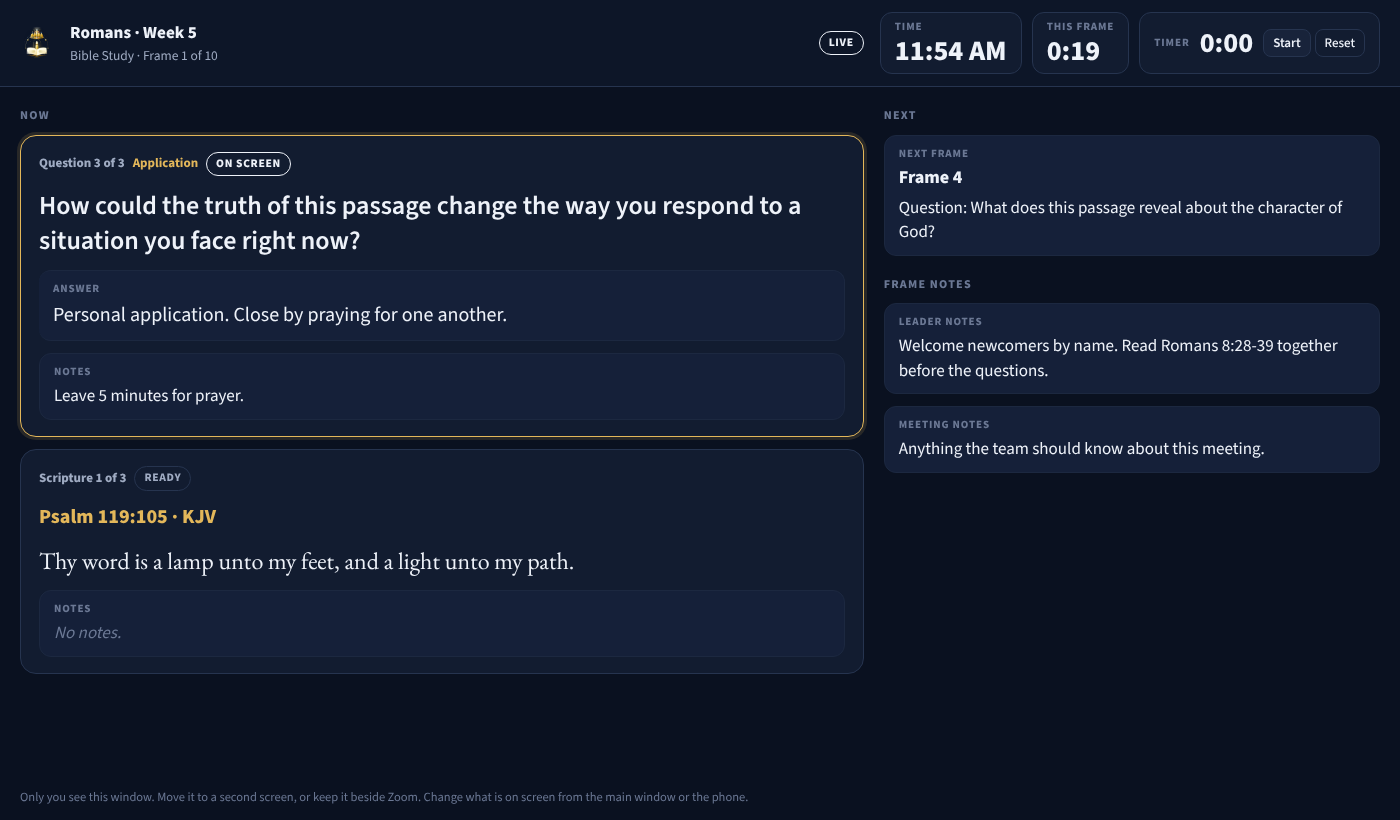 Romans · Week 5
Bible Study · Frame 1 of 10
LIVE
TIME
11:54 AM
THIS FRAME
0:19
TIMER 0:00 Start Reset
NOW
Question 3 of 3 Application ON SCREEN
How could the truth of this passage change the way you respond to a
situation you face right now?
ANSWER
Personal application. Close by praying for one another.
NOTES
Leave 5 minutes for prayer.
Scripture 1 of 3 READY
Psalm 119:105 · KJV
Thy word is a lamp unto my feet, and a light unto my path.
NOTES
No notes.
NEXT
NEXT FRAME
Frame 4
Question: What does this passage reveal about the character of
God?
FRAME NOTES
LEADER NOTES
Welcome newcomers by name. Read Romans 8:28-39 together
before the questions.
MEETING NOTES
Anything the team should know about this meeting.
Only you see this window. Move it to a second screen, or keep it beside Zoom. Change what is on screen from the main window or the phone.